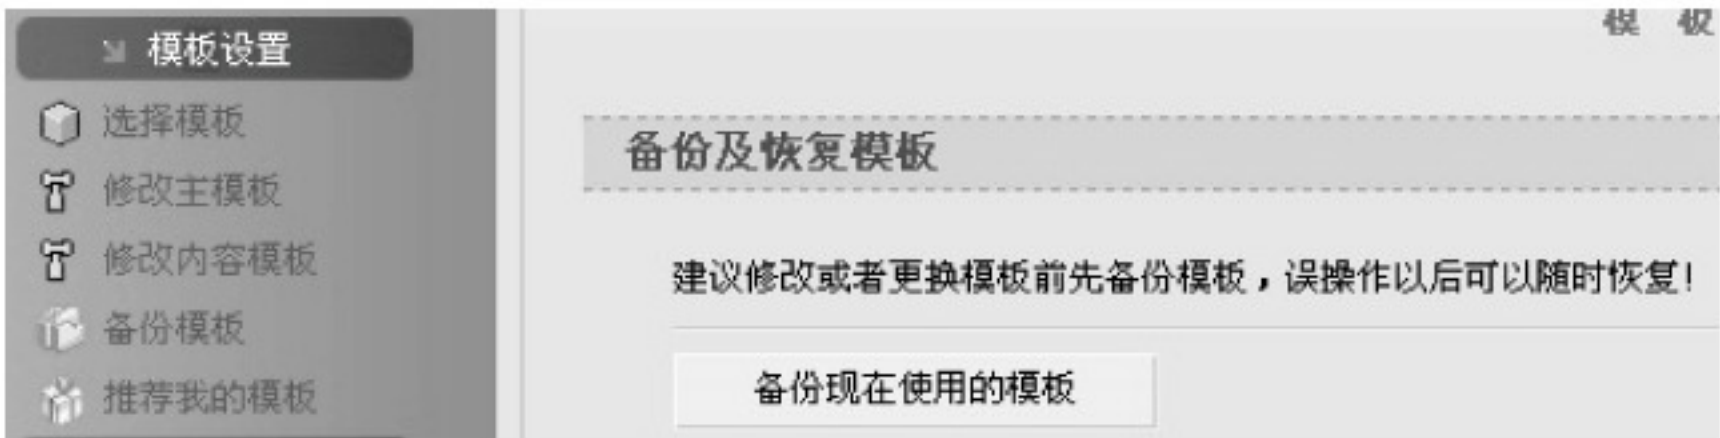 模板设置
选择模板
修改主模板
修改内容模板
备份模板
推荐我的模板
模 板
备份及恢复模板
建议修改或者更换模板前先备份模板，误操作以后可以随时恢复！
备份现在使用的模板